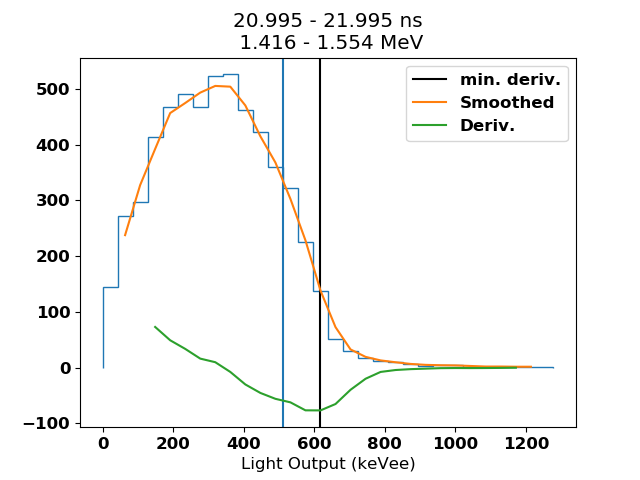 20.995 - 21.995 ns
1.416 - 1.554 MeV
min. deriv.
Smoothed
Deriv.
500
400
300
200
100
0
−100
0 200 400 600 800 1000 1200
Light Output (keVee)